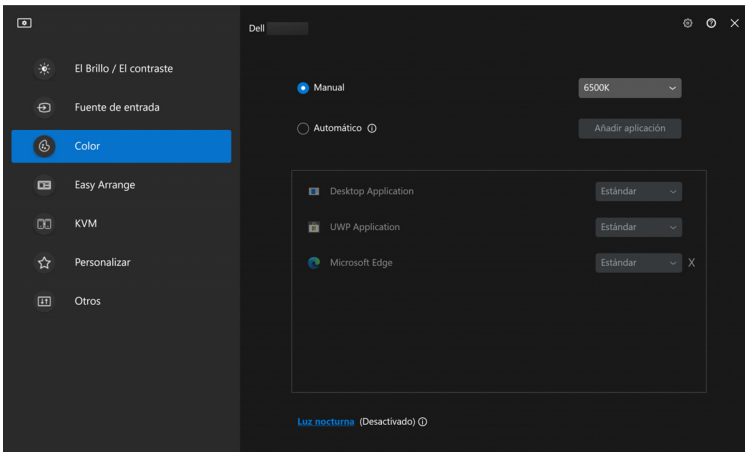 Dell
El Brillo / El contraste
Fuente de entrada
Color
Easy Arrange
KVM
Personalizar
Otros
Manual
6500K
Automático
Añadir aplicación
Desktop Application
Estándar
UWP Application
Estándar
Microsoft Edge
Estándar
X
Luz nocturna (Desactivado)